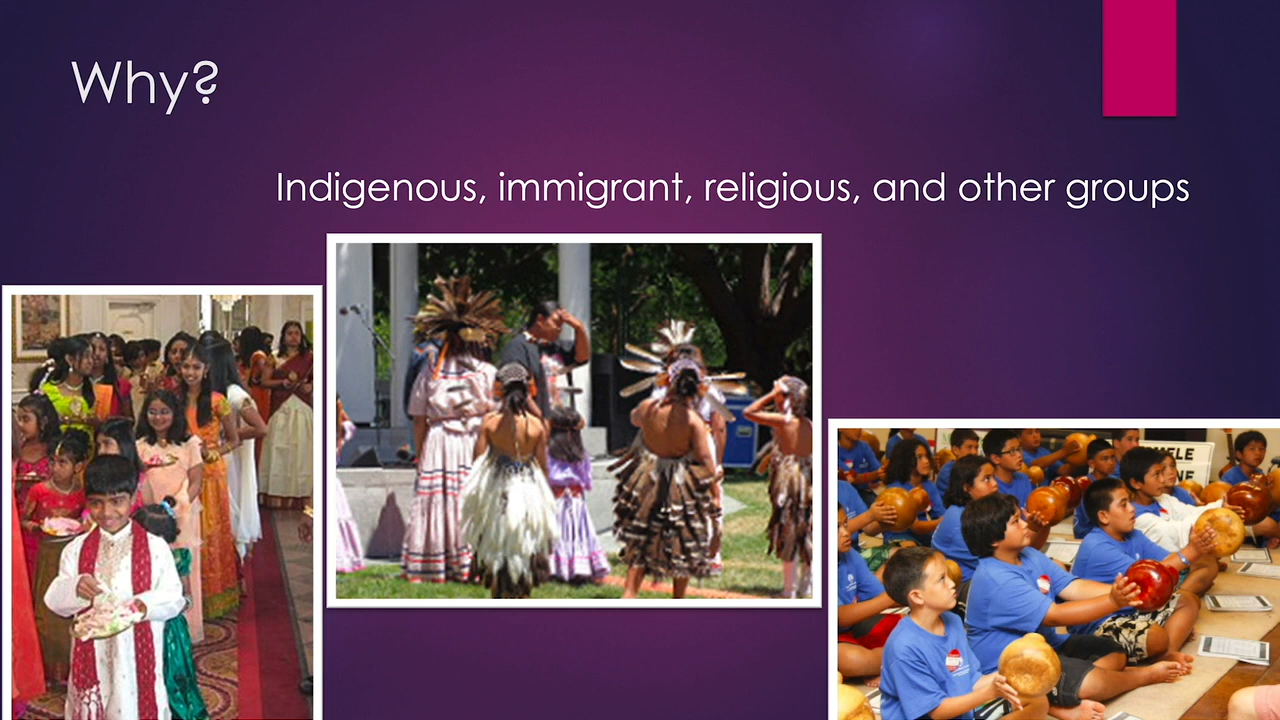 Why?
Indigenous, immigrant, religious, and other groups